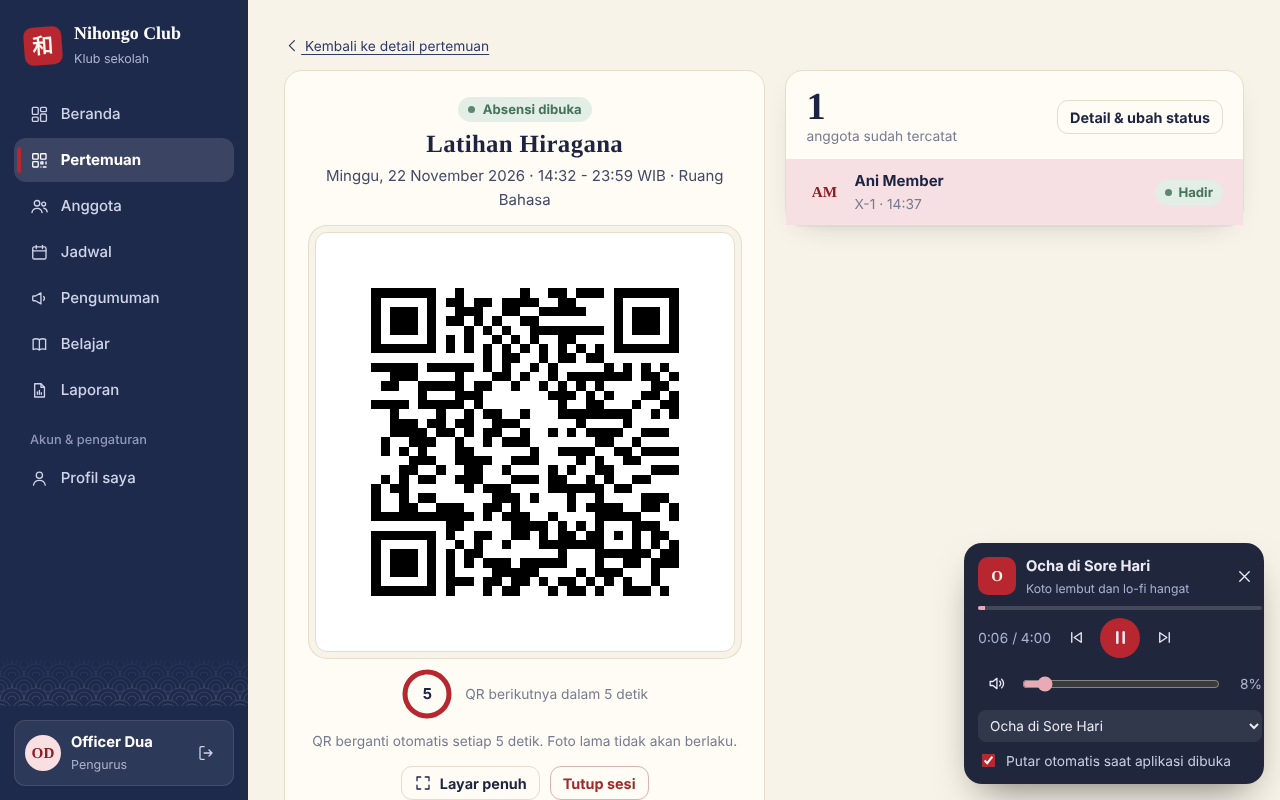 和
Nihongo Club
Klub sekolah
Beranda
Pertemuan
Anggota
Jadwal
Pengumuman
Belajar
Laporan
Akun & pengaturan
Profil saya
OD
Officer Dua
Pengurus
Kembali ke detail pertemuan
Absensi dibuka
Latihan Hiragana
Minggu, 22 November 2026 · 14:32 - 23:59 WIB · Ruang
Bahasa
5
QR berikutnya dalam 5 detik
QR berganti otomatis setiap 5 detik. Foto lama tidak akan berlaku.
Layar penuh
Tutup sesi
1
anggota sudah tercatat
Detail & ubah status
AM
Ani Member
X-1 · 14:37
Hadir
O
Ocha di Sore Hari
Koto lembut dan lo-fi hangat
0:06 / 4:00
8%
Ocha di Sore Hari
Putar otomatis saat aplikasi dibuka